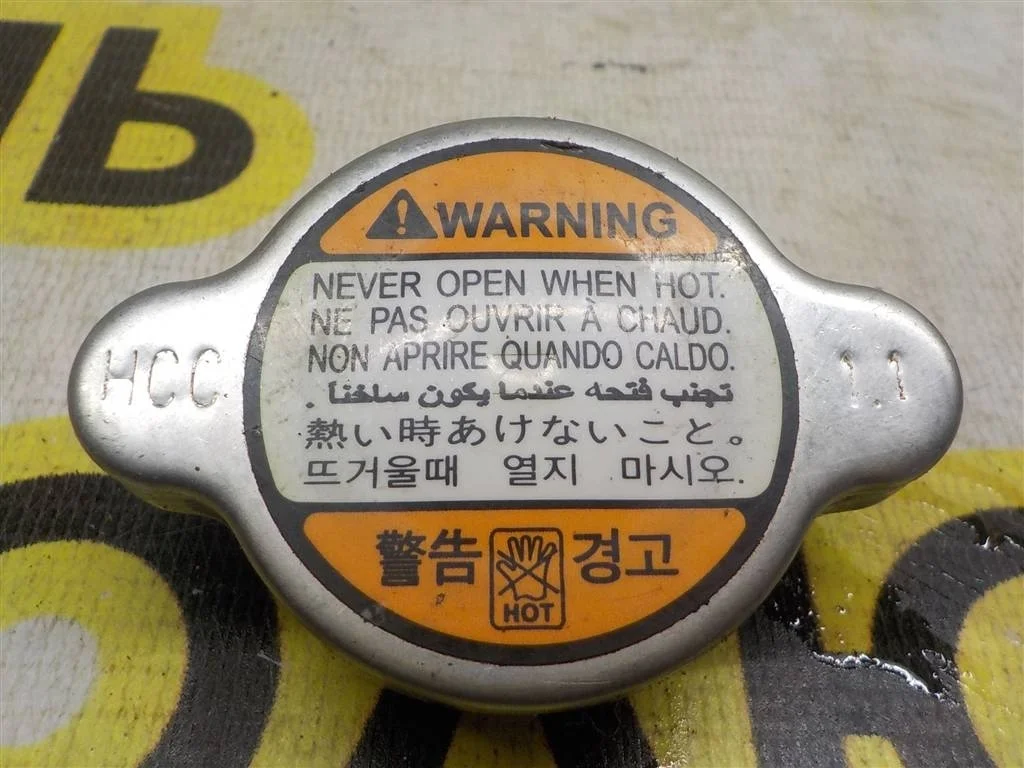 WARNING
NEVER OPEN WHEN HOT.
NE PAS OUVRIR À CHAUD.
NON APRIRE QUANDO CALDO.
تجنب فتحه عندما يكون ساخنا .
熱い時あけないこと。
뜨거울때 열지 마시오.
HCC
1.1
警告 경고
HOT